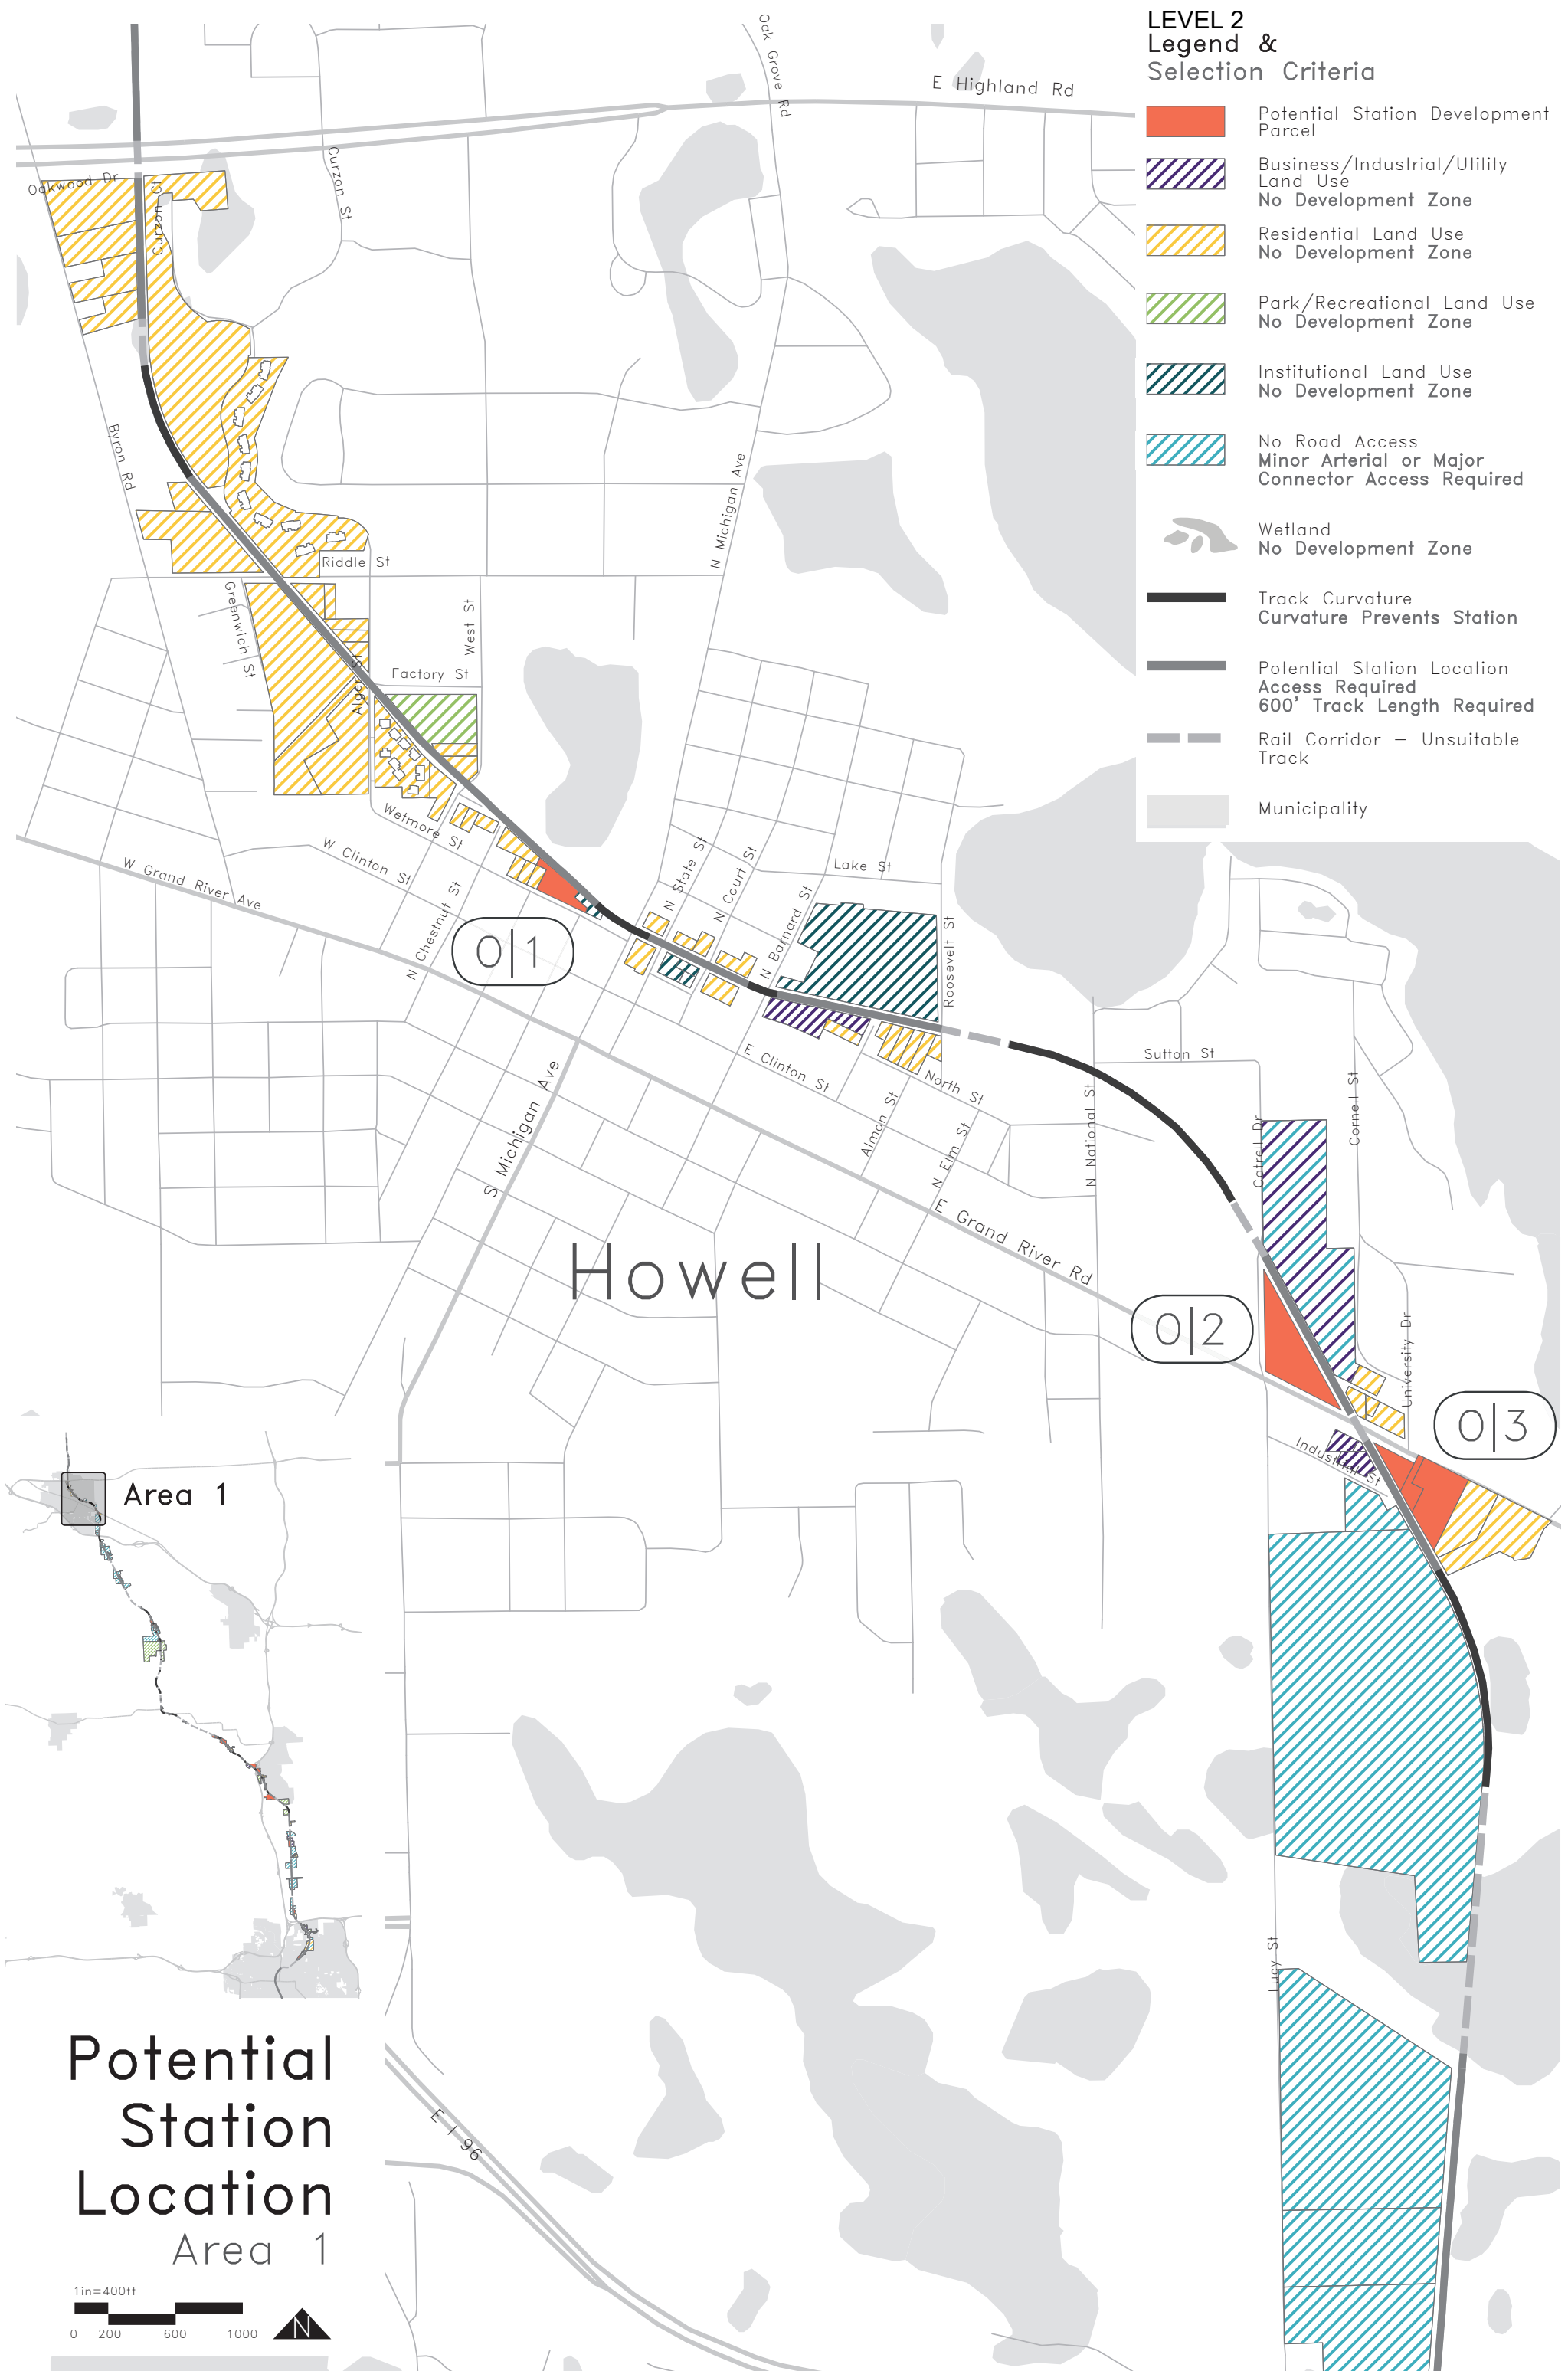 LEVEL 2
Legend &
Selection Criteria
Potential Station Development
Parcel
Business/Industrial/Utility
Land Use
No Development Zone
Residential Land Use
No Development Zone
Park/Recreational Land Use
No Development Zone
Institutional Land Use
No Development Zone
No Road Access
Minor Arterial or Major
Connector Access Required
Wetland
No Development Zone
Track Curvature
Curvature Prevents Station
Potential Station Location
Access Required
600' Track Length Required
Rail Corridor – Unsuitable
Track
Municipality
Oak Grove Rd
E Highland Rd
Oakwood Dr
Curzon Ct
Curzon St
Byron Rd
N Michigan Ave
Riddle St
Greenwich St
West St
Alger St
Factory St
Wetmore St
W Clinton St
W Grand River Ave
N Chestnut St
N State St
N Court St
Lake St
N Barnard St
Roosevelt St
0|1
E Clinton St
North St
Almon St
N Elm St
N National St
Sutton St
Catrell Dr
Cornell St
S Michigan Ave
E Grand River Rd
Howell
0|2
University Dr
0|3
Industrial St
Area 1
Lucy St
E I 96
Potential
Station
Location
Area 1
1in=400ft
0 200 600 1000
N